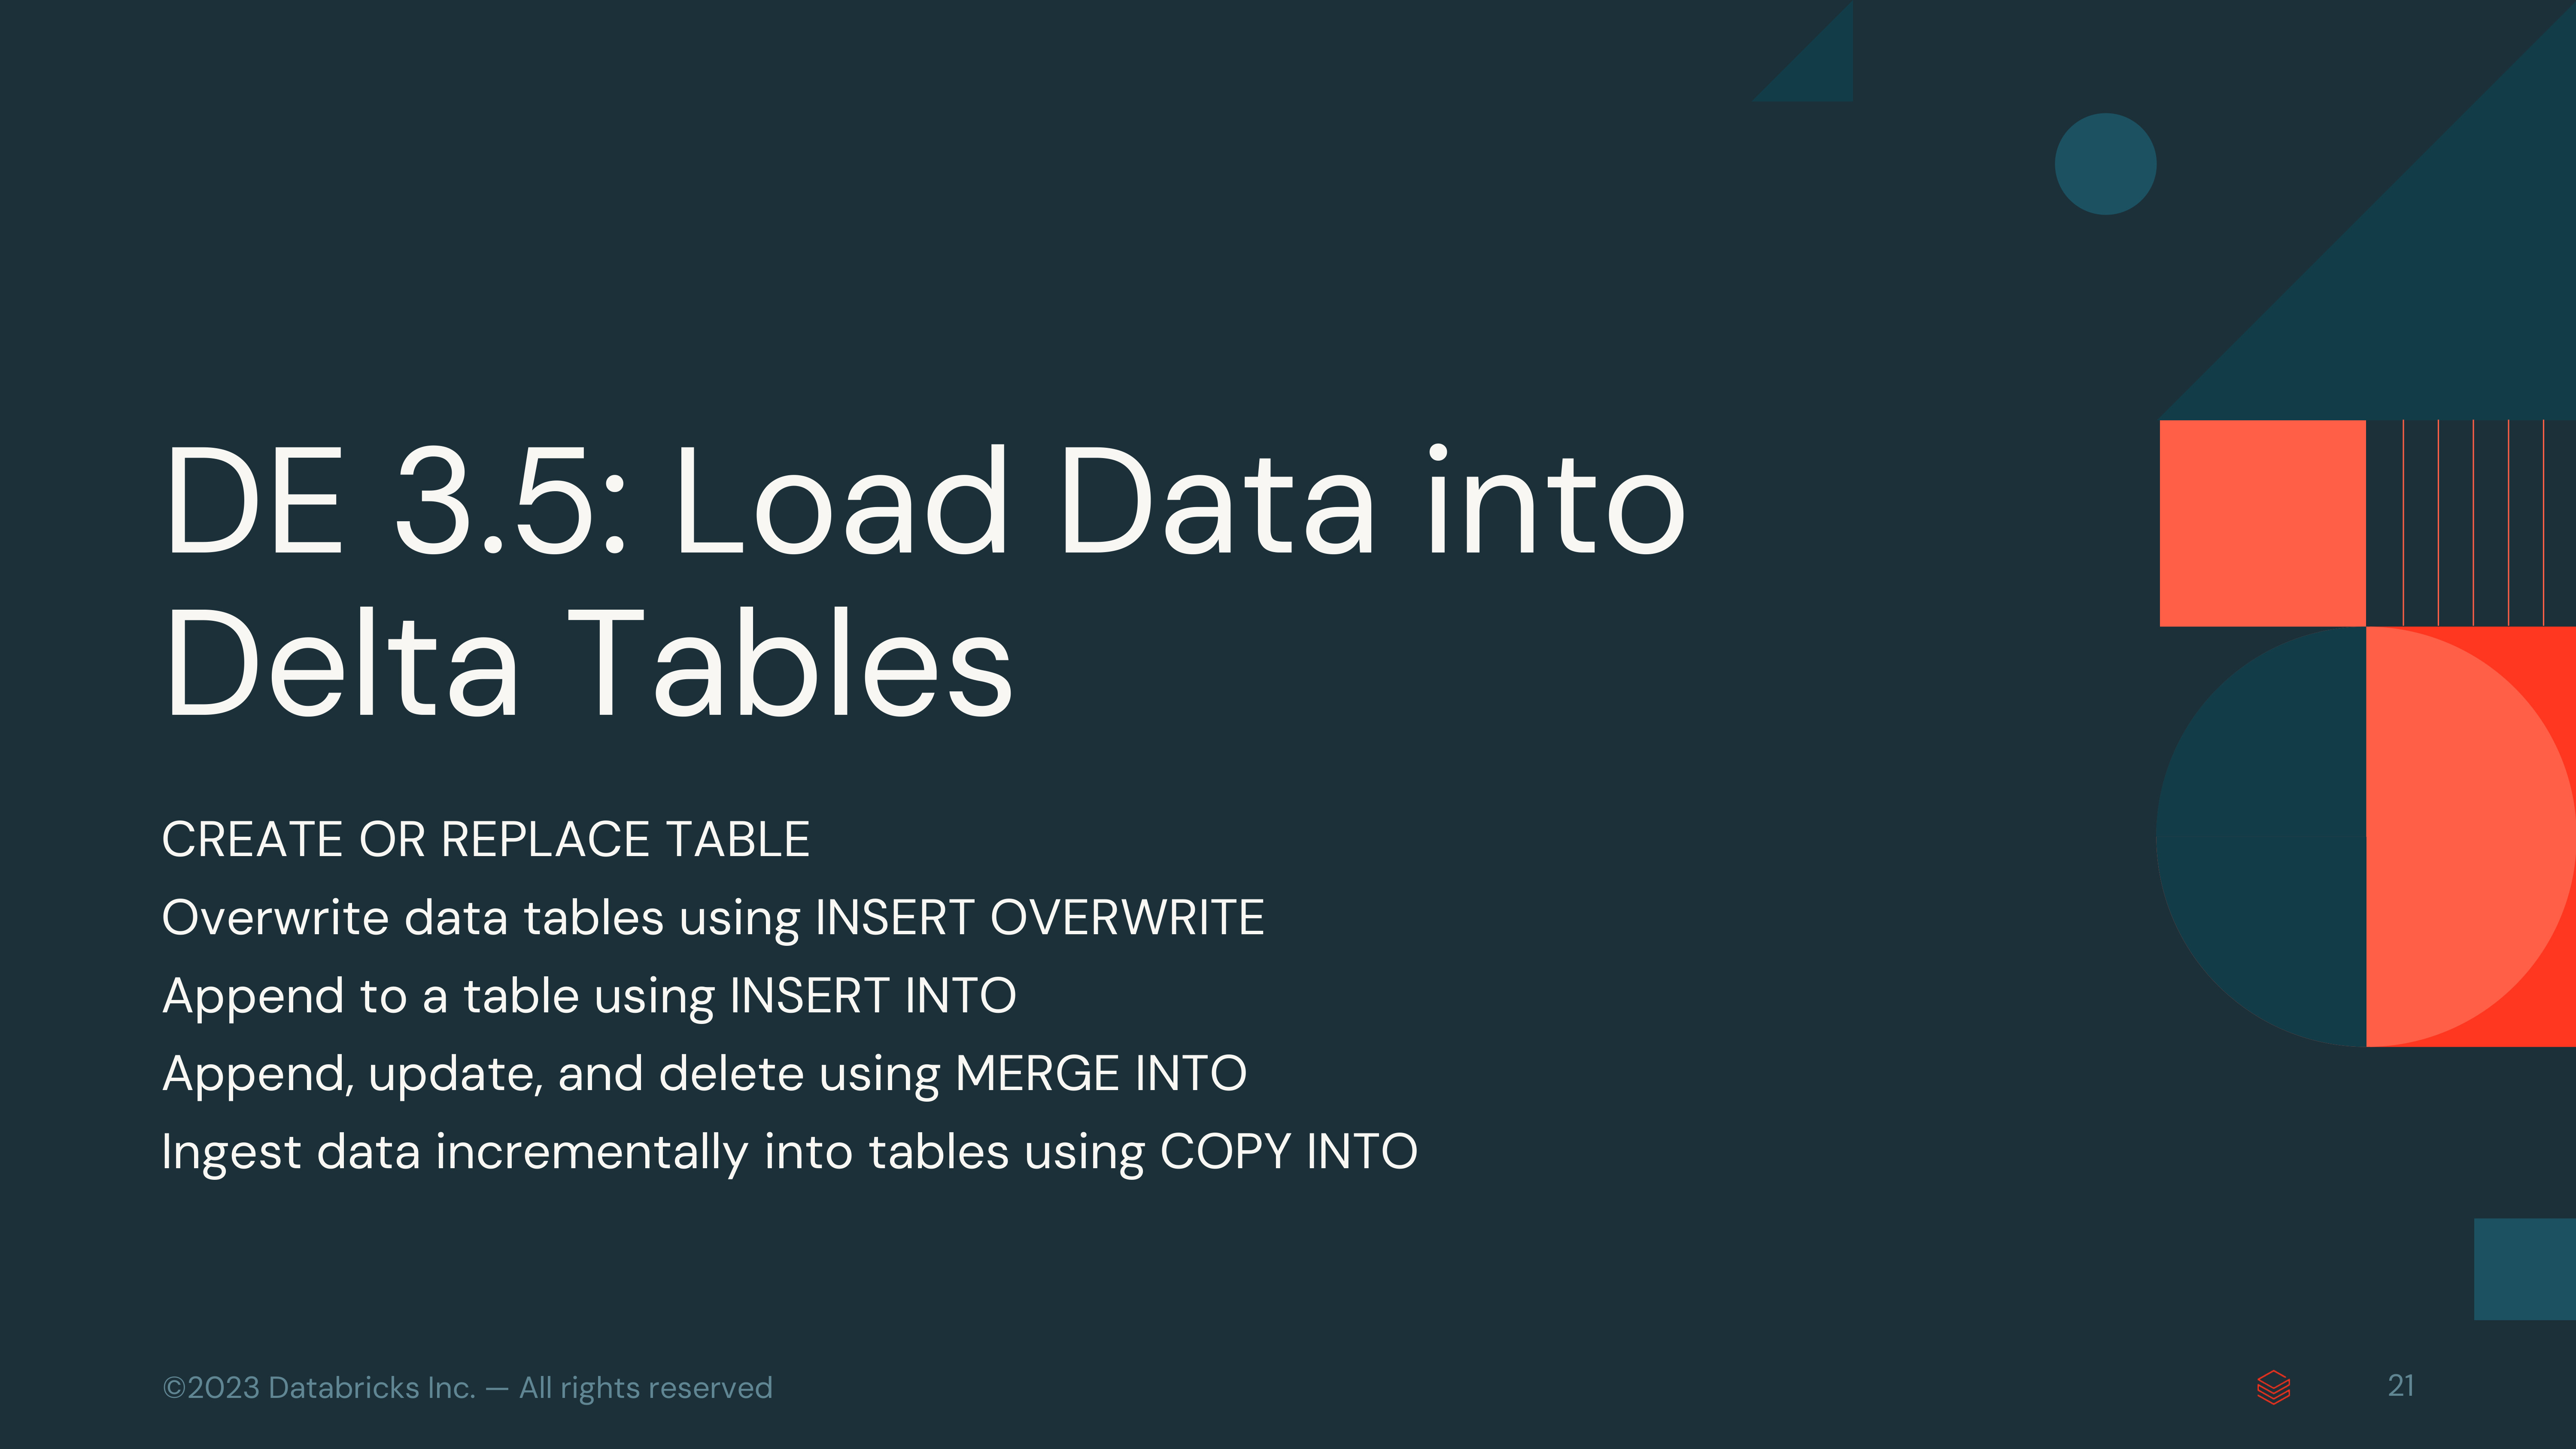 DE 3.5: Load Data into
Delta Tables
CREATE OR REPLACE TABLE
Overwrite data tables using INSERT OVERWRITE
Append to a table using INSERT INTO
Append, update, and delete using MERGE INTO
Ingest data incrementally into tables using COPY INTO
©2023 Databricks Inc. — All rights reserved
21